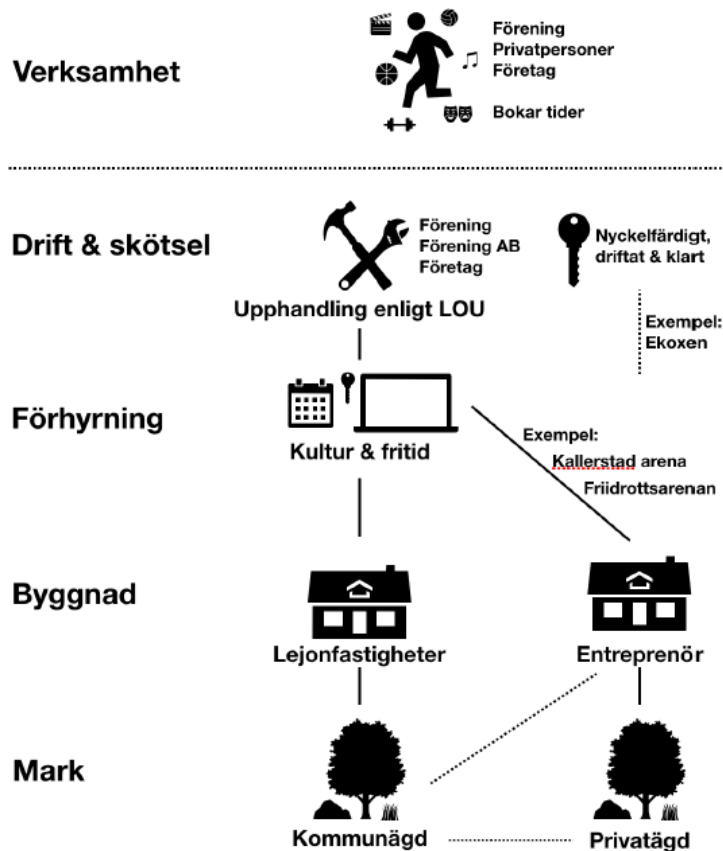 Verksamhet
Förening
Privatpersoner
Företag
Bokar tider
Drift & skötsel
Förening
Förening AB
Företag
Upphandling enligt LOU
Nyckelfärdigt,
driftat & klart
Exempel:
Ekoxen
Förhyrning
Kultur & fritid
Exempel:
Kallerstad arena
Friidrottsarenan
Byggnad
Lejonfastigheter
Entreprenör
Mark
Kommunägd
Privatägd